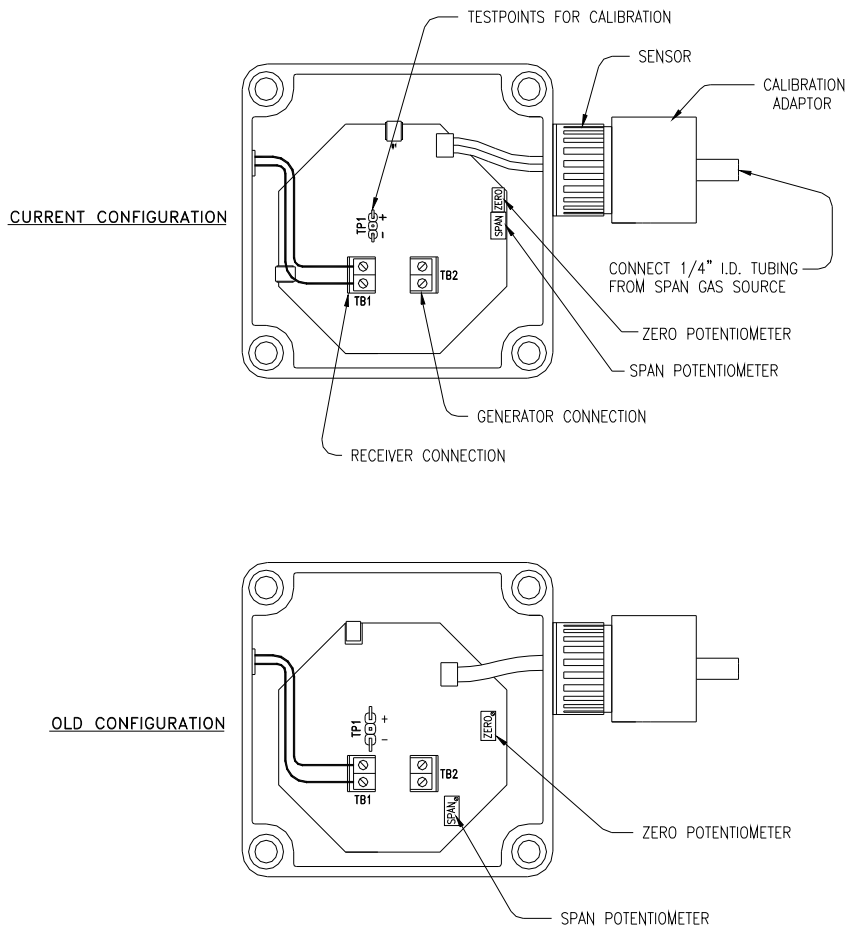 TESTPOINTS FOR CALIBRATION
SENSOR
CALIBRATION
ADAPTOR
CURRENT CONFIGURATION
TP1
+
-
ZERO
SPAN
TB1
TB2
CONNECT 1/4" I.D. TUBING
FROM SPAN GAS SOURCE
ZERO POTENTIOMETER
SPAN POTENTIOMETER
GENERATOR CONNECTION
RECEIVER CONNECTION
OLD CONFIGURATION
TP1
+
-
ZERO
TB1
TB2
SPAN
ZERO POTENTIOMETER
SPAN POTENTIOMETER